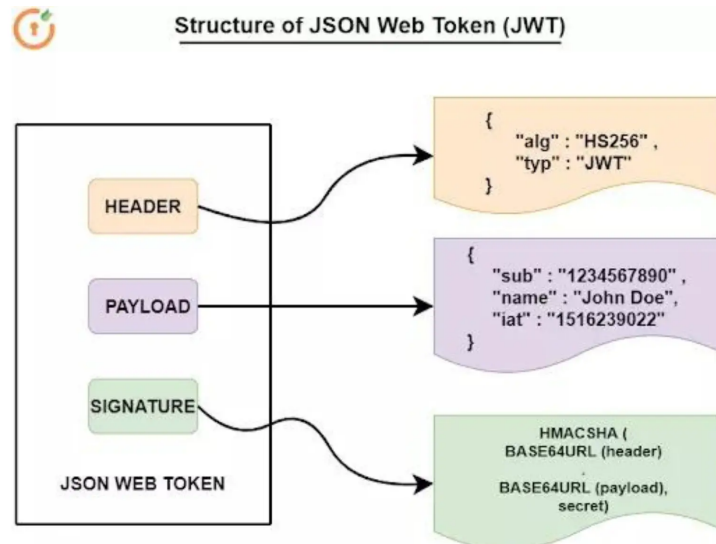 Structure of JSON Web Token (JWT)
HEADER
PAYLOAD
SIGNATURE
JSON WEB TOKEN
{
"alg" : "HS256" ,
"typ" : "JWT"
}
{
"sub" : "1234567890" ,
"name" : "John Doe",
"iat" : "1516239022"
}
HMACSHA (
BASE64URL (header)
.
BASE64URL (payload),
secret)